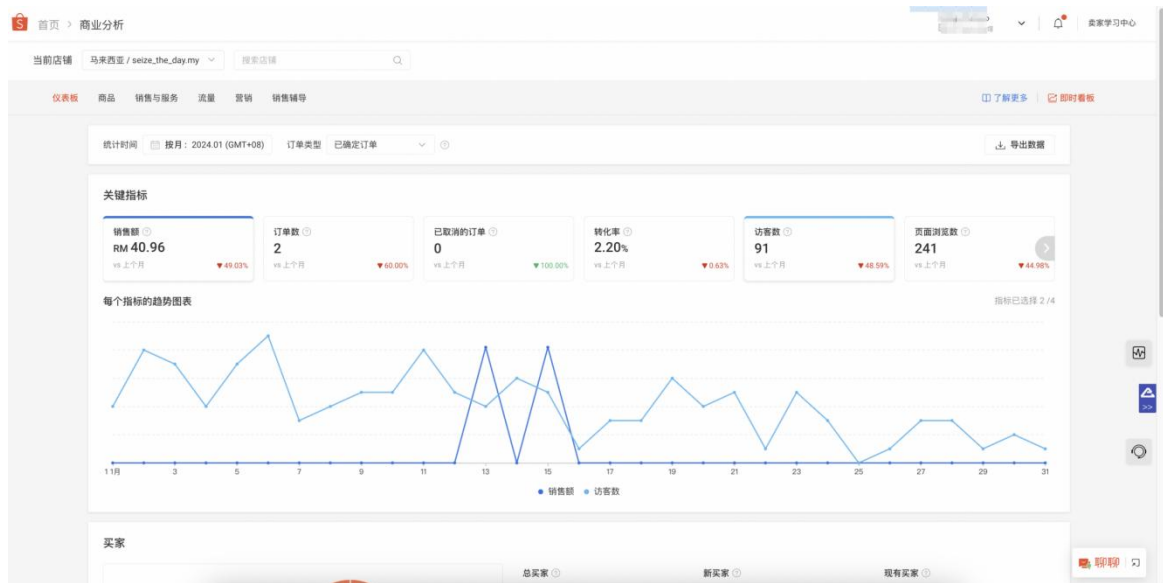 首页 > 商业分析
卖家学习中心
当前店铺 马来西亚 / seize_the_day.my 搜索店铺
仪表板 商品 销售与服务 流量 营销 销售辅导 了解更多 即时看板
统计时间 按月: 2024.01 (GMT+08) 订单类型 已确定订单 导出数据
关键指标
销售额 订单数 已取消的订单 转化率 访客数 页面浏览数
RM 40.96 2 0 2.20% 91 241
vs 上个月 ▼49.03% vs 上个月 ▼60.00% vs 上个月 ▼100.00% vs 上个月 ▼0.63% vs 上个月 ▼48.59% vs 上个月 ▼44.98%
每个指标的趋势图表 指标已选择 2 /4
1 1月 3 5 7 9 11 13 15 17 19 21 23 25 27 29 31
销售额 访客数
买家
总买家 新买家 现有买家
聊聊